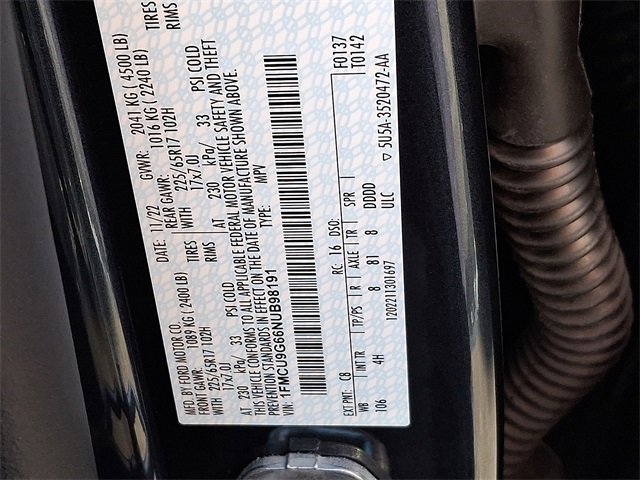 MFD. BY FORD MOTOR CO. DATE: 11/22 GVWR: 2041 KG ( 4500 LB)
FRONT GAWR: 1089 KG (2400 LB) REAR GAWR: 1016 KG ( 2240 LB)
WITH 225/65R17 102H TIRES WITH 225/65R17 102H TIRES
17x7.0J RIMS 17x7.0J RIMS
AT 230 kPa/ 33 PSI COLD AT 230 kPa/ 33 PSI COLD
THIS VEHICLE CONFORMS TO ALL APPLICABLE FEDERAL MOTOR VEHICLE SAFETY AND THEFT
PREVENTION STANDARDS IN EFFECT ON THE DATE OF MANUFACTURE SHOWN ABOVE.
VIN: 1FMCU9G66NUB98191 TYPE: MPV
F0137
T0142
EXT PNT: C8 RC: 16 DSO:
WB INT TR TP/PS R AXLE TR SPR
106 4H 8 81 8 DDDD
ULC
120221130I697
▽ 5U5A-3520472-AA